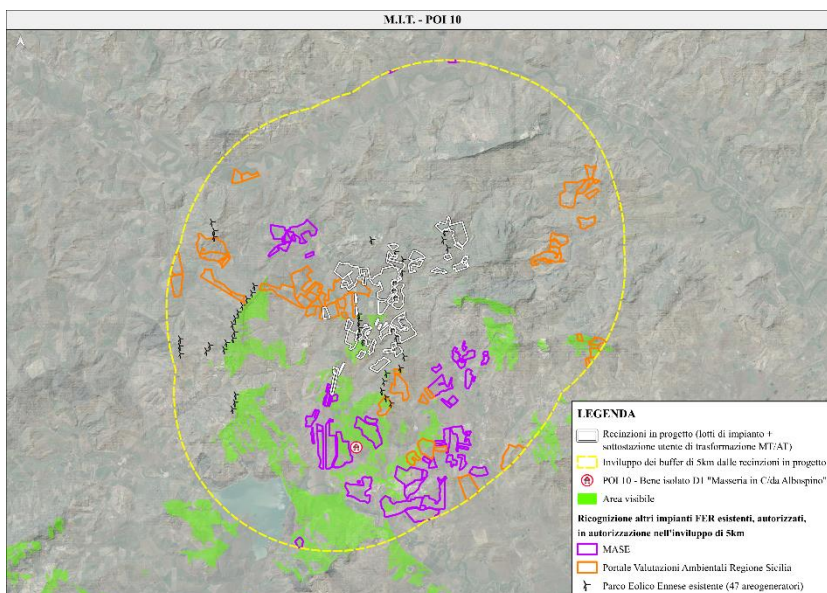 M.I.T. - POI 10
LEGENDA
Recinzioni in progetto (lotti di impianto +
sottostazione utente di trasformazione MT/AT)
Inviluppo dei buffer di 5km dalle recinzioni in progetto
POI 10 - Bene isolato D1 "Masseria in C/da Albospino"
Area visibile
Ricognizione altri impianti FER esistenti, autorizzati,
in autorizzazione nell'inviluppo di 5km
MASE
Portale Valutazioni Ambientali Regione Sicilia
Parco Eolico Ennese esistente (47 aerogeneratori)